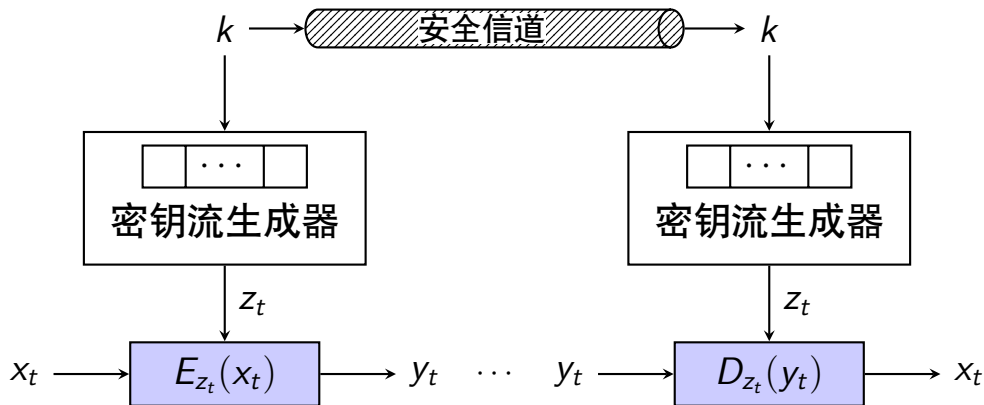 k 安全信道 k
··· ···
密钥流生成器 密钥流生成器
z_t z_t
x_t E_{z_t}(x_t) y_t ··· y_t D_{z_t}(y_t) x_t